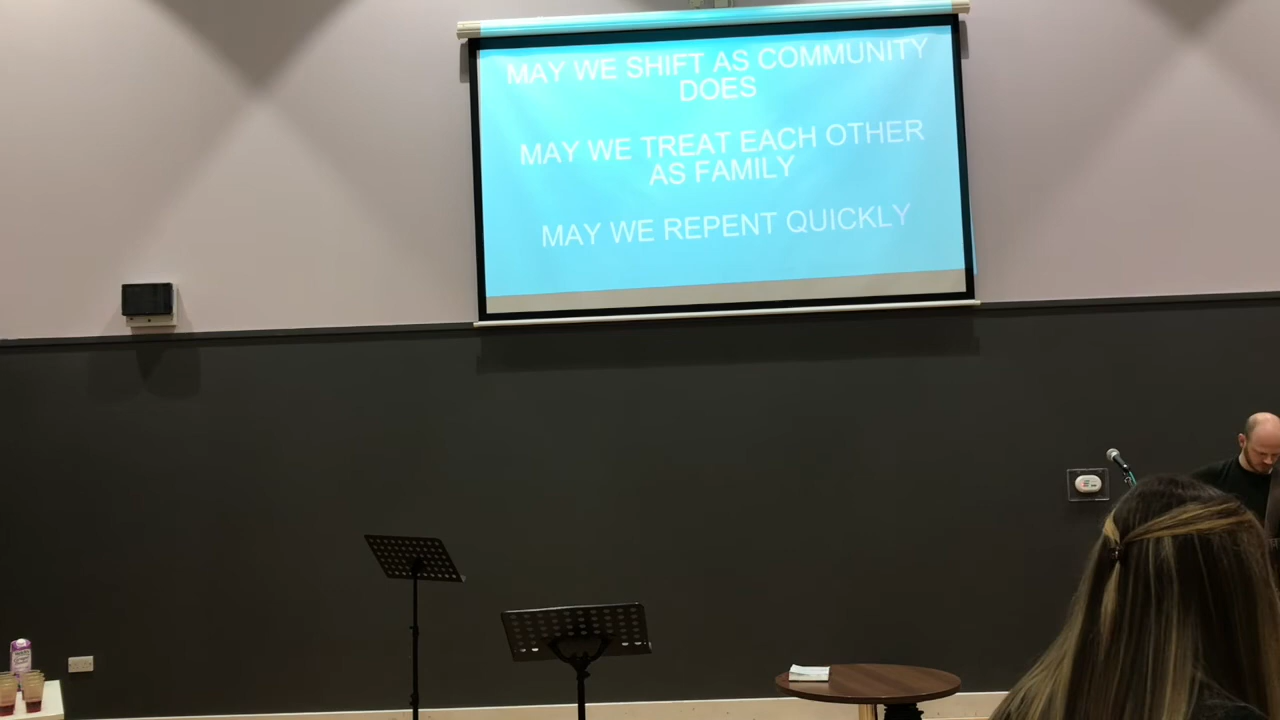 MAY WE SHIFT AS COMMUNITY
DOES
MAY WE TREAT EACH OTHER
AS FAMILY
MAY WE REPENT QUICKLY